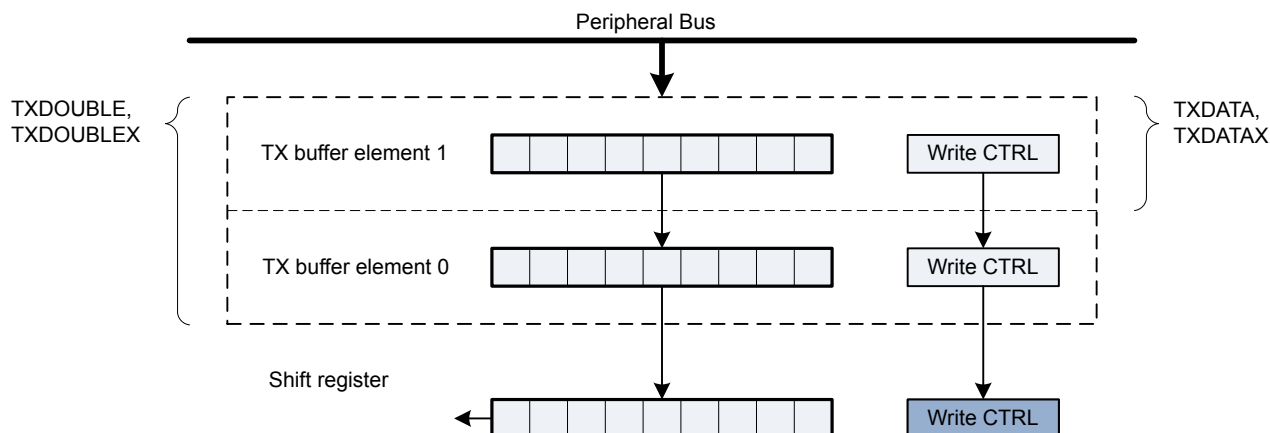 Peripheral Bus
TXDOUBLE,
TXDOUBLEX
TXDATA,
TXDATAX
TX buffer element 1
Write CTRL
TX buffer element 0
Write CTRL
Shift register
Write CTRL